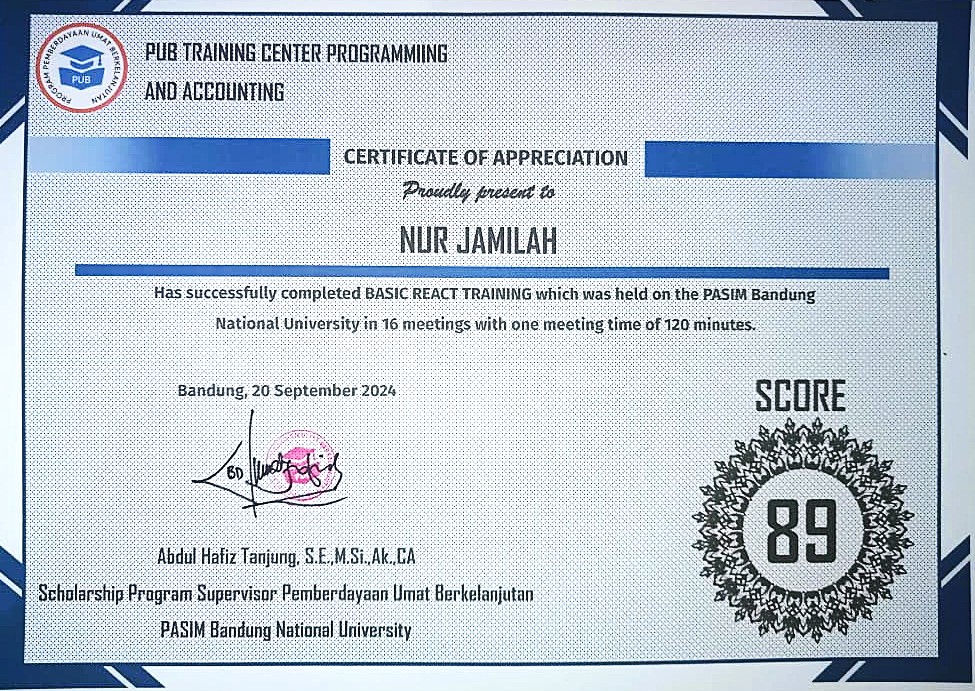 PROGRAM PEMBERDAYAAN UMAT BERKELANJUTAN
PUB
PUB TRAINING CENTER PROGRAMMIING
AND ACCOUNTING
CERTIFICATE OF APPRECIATION
Proudly present to
NUR JAMILAH
Has successfully completed BASIC REACT TRAINING which was held on the PASIM Bandung
National University in 16 meetings with one meeting time of 120 minutes.
Bandung, 20 September 2024
Abdul Hafiz Tanjung, S.E.,M.Si.,Ak.,CA
Scholarship Program Supervisor Pemberdayaan Umat Berkelanjutan
PASIM Bandung National University
SCORE
89